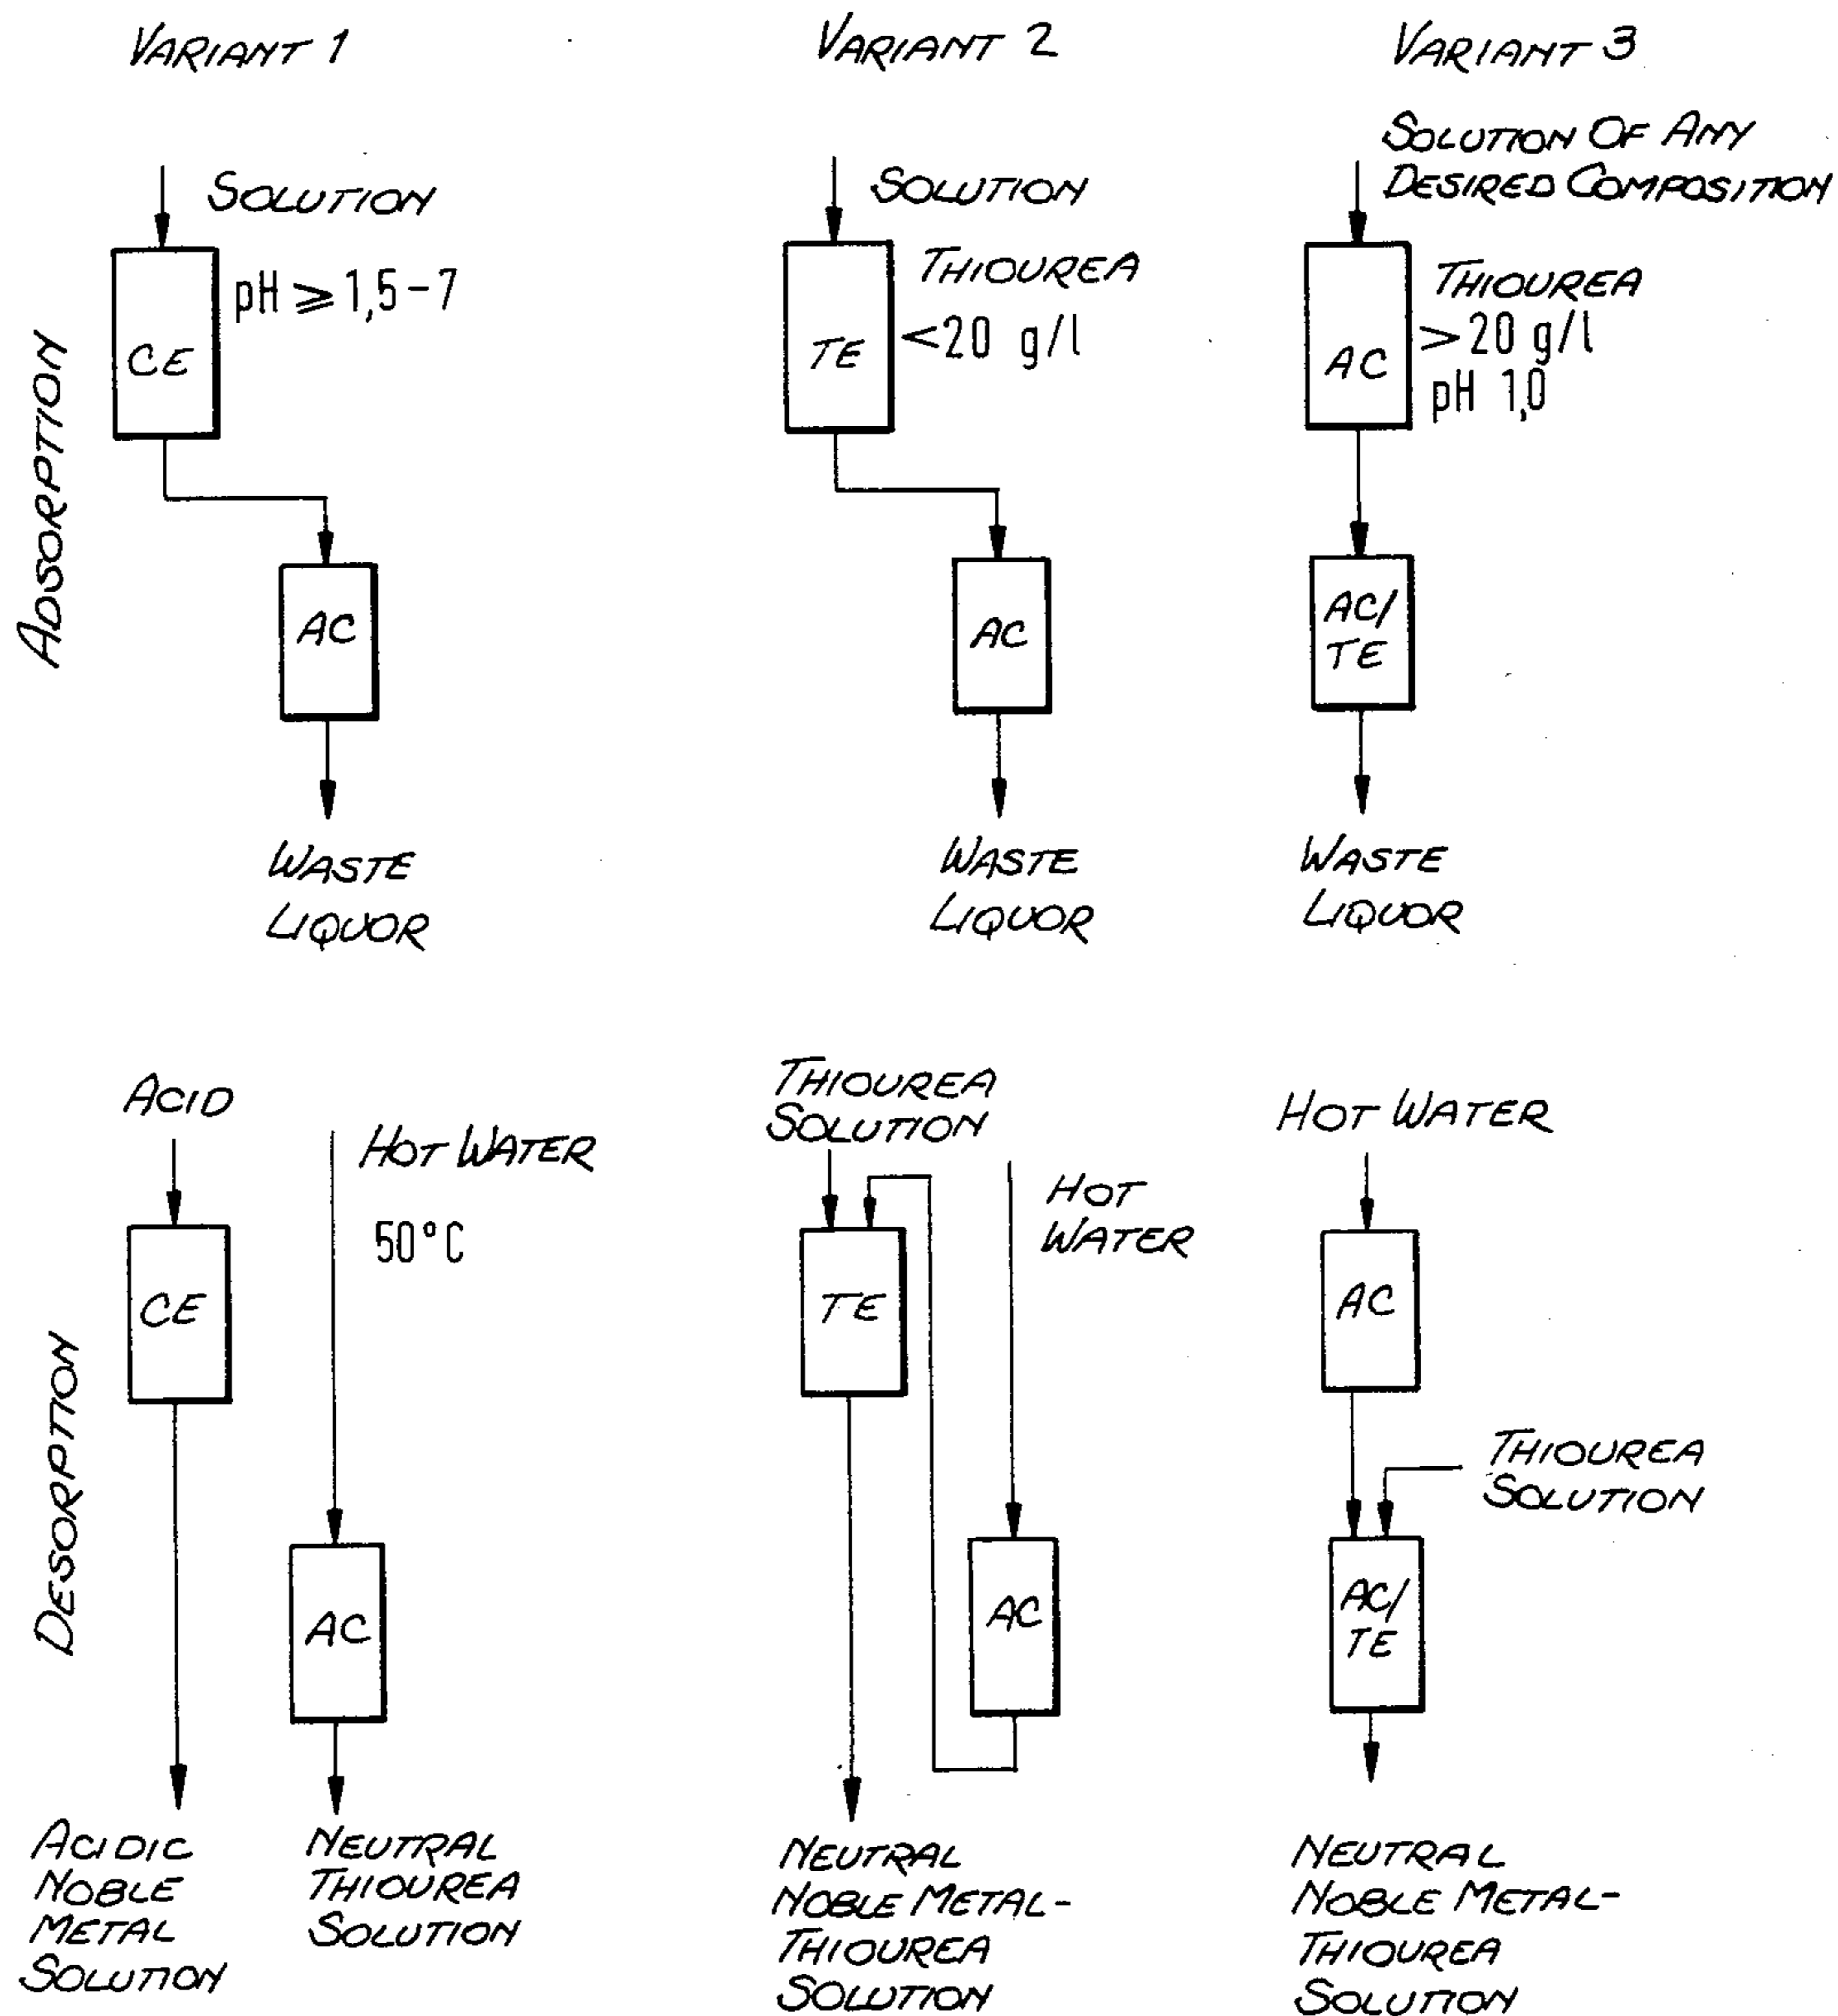 VARIANT 1
VARIANT 2
VARIANT 3
ADSORPTION
SOLUTION
pH ≥ 1,5-7
CE
AC
WASTE
LIQUOR
SOLUTION
THIOUREA
<20 g/l
TE
AC
WASTE
LIQUOR
SOLUTION OF ANY
DESIRED COMPOSITION
THIOUREA
>20 g/l
pH 1,0
AC
AC/
TE
WASTE
LIQUOR
DESORPTION
ACID
CE
HOT WATER
50°C
AC
ACIDIC
NOBLE
METAL
SOLUTION
NEUTRAL
THIOUREA
SOLUTION
THIOUREA
SOLUTION
TE
HOT
WATER
AC
NEUTRAL
NOBLE METAL-
THIOUREA
SOLUTION
HOT WATER
AC
THIOUREA
SOLUTION
AC/
TE
NEUTRAL
NOBLE METAL-
THIOUREA
SOLUTION